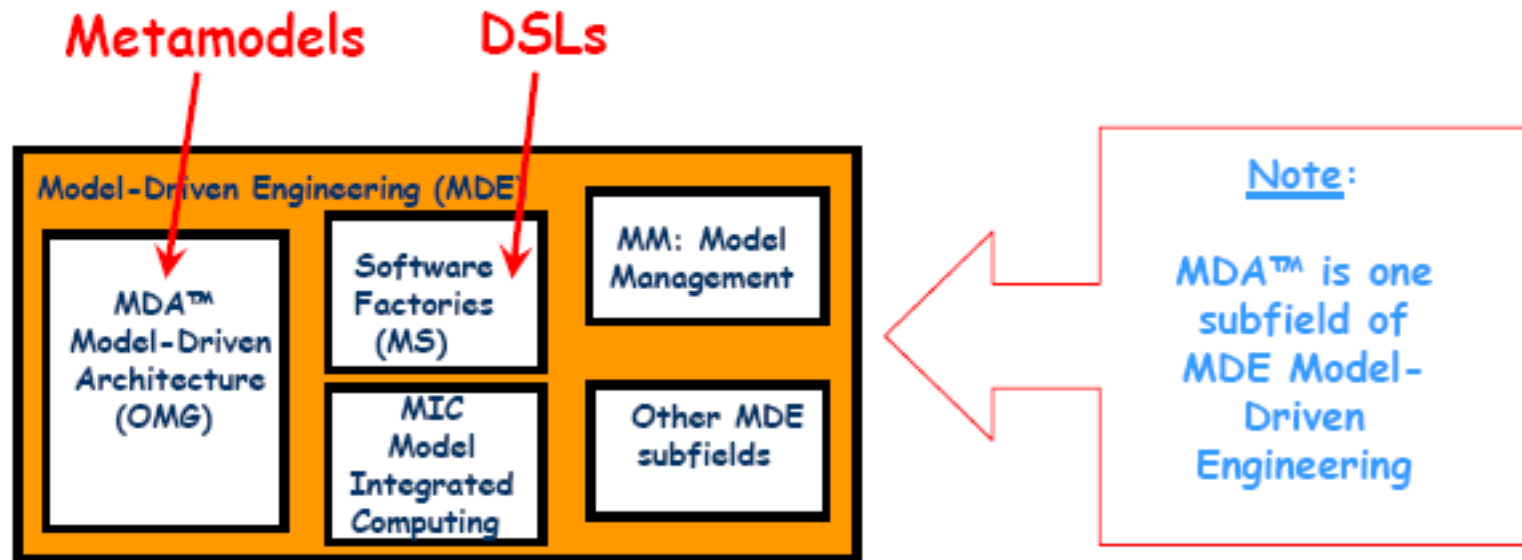 Metamodels
DSLs
Model-Driven Engineering (MDE)
MDA™
Model-Driven
Architecture
(OMG)
Software
Factories
(MS)
MIC
Model
Integrated
Computing
MM: Model
Management
Other MDE
subfields
Note:
MDA™ is one
subfield of
MDE Model-
Driven
Engineering